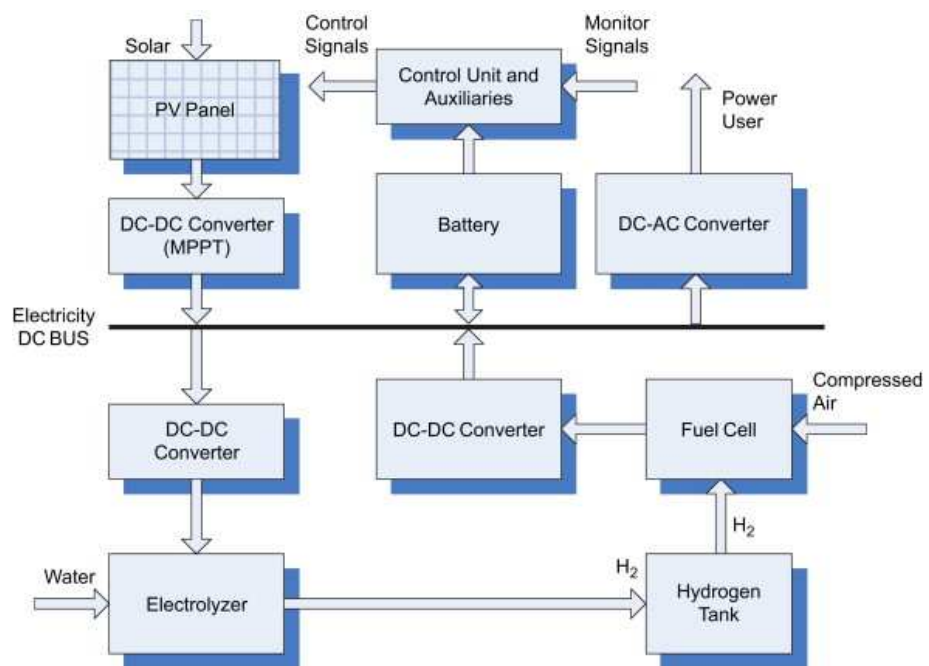 Solar
Control
Signals
Monitor
Signals
PV Panel
Control Unit and
Auxiliaries
Power
User
DC-DC Converter
(MPPT)
Battery
DC-AC Converter
Electricity
DC BUS
DC-DC
Converter
DC-DC Converter
Fuel Cell
Compressed
Air
H₂
Water
Electrolyzer
H₂
Hydrogen
Tank